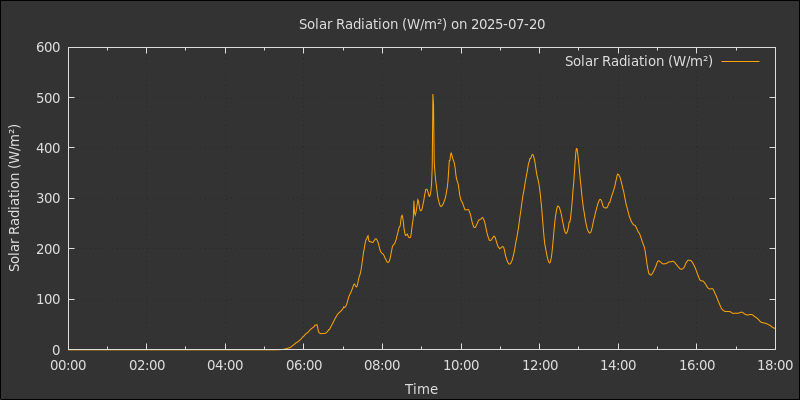 Solar Radiation (W/m²) on 2025-07-20
Solar Radiation (W/m²)
Solar Radiation (W/m²)
600
500
400
300
200
100
0
00:00 02:00 04:00 06:00 08:00 10:00 12:00 14:00 16:00 18:00
Time